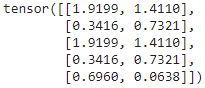 tensor([[1.9199, 1.4110],
        [0.3416, 0.7321],
        [1.9199, 1.4110],
        [0.3416, 0.7321],
        [0.6960, 0.0638]])